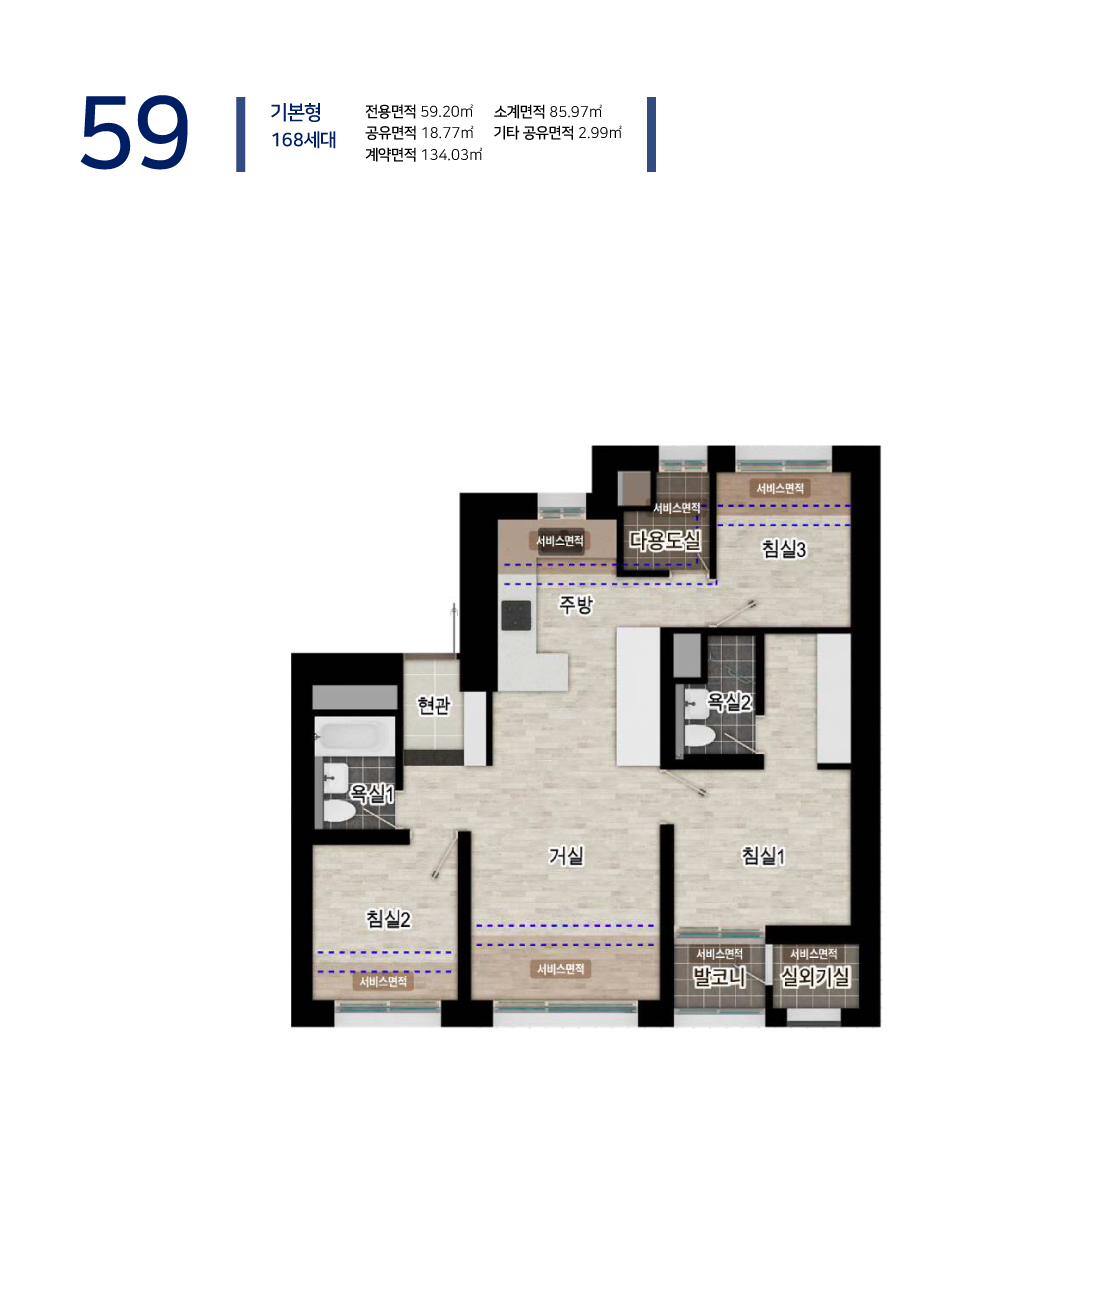 59
기본형
168세대
전용면적 59.20㎡ 소계면적 85.97㎡
공유면적 18.77㎡ 기타 공유면적 2.99㎡
계약면적 134.03㎡
서비스면적
서비스면적
다용도실
침실3
서비스면적
주방
현관
욕실2
욕실1
거실
침실1
침실2
서비스면적
서비스면적
서비스면적
발코니
서비스면적
실외기실